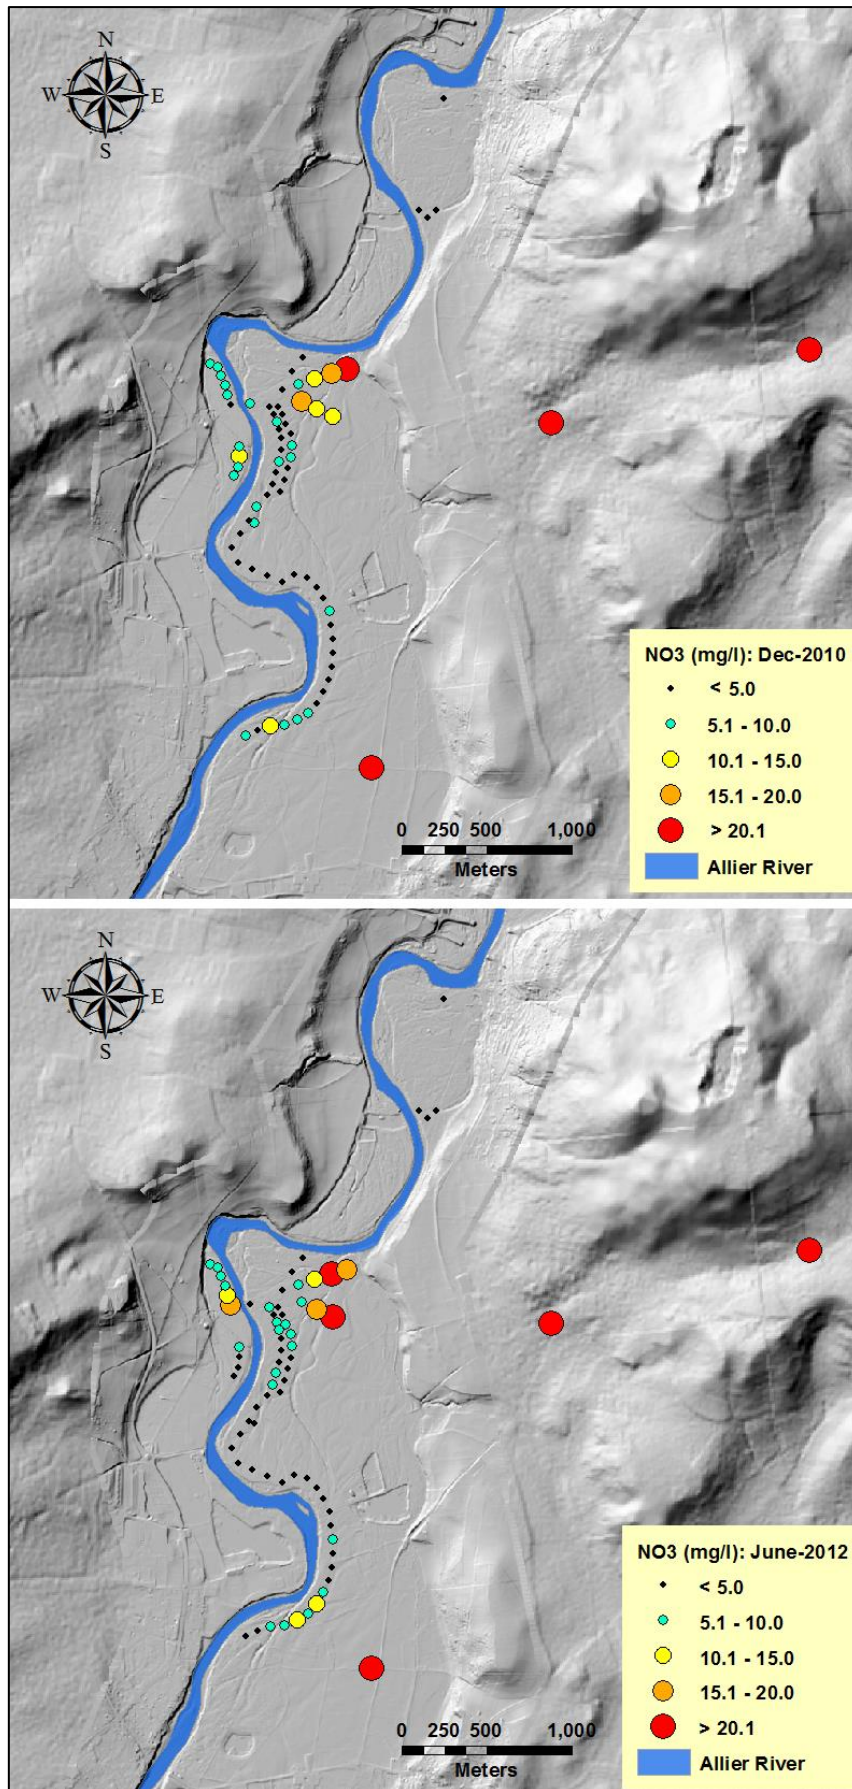 N
W E
S
NO3 (mg/l): Dec-2010
< 5.0
5.1 - 10.0
10.1 - 15.0
15.1 - 20.0
> 20.1
Allier River
0 250 500 1,000
Meters
N
W E
S
NO3 (mg/l): June-2012
< 5.0
5.1 - 10.0
10.1 - 15.0
15.1 - 20.0
> 20.1
Allier River
0 250 500 1,000
Meters